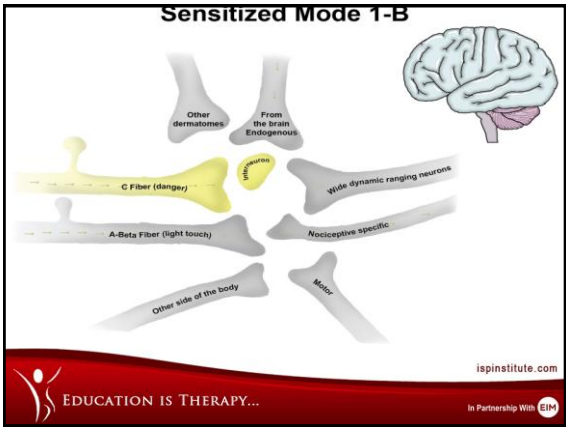 Sensitized Mode 1-B
Other
dermatomes
From
the brain
Endogenous
Interneuron
C Fiber (danger)
Wide dynamic ranging neurons
A-Beta Fiber (light touch)
Nociceptive specific
Other side of the body
Motor
ispinstitute.com
EDUCATION IS THERAPY...
In Partnership With EIM